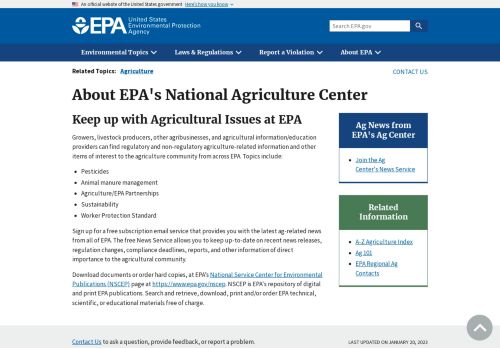 An official website of the United States government Here's how you know
EPA United States
Environmental Protection
Agency
Search EPA.gov
Environmental Topics Laws & Regulations Report a Violation About EPA
Related Topics: Agriculture
CONTACT US
About EPA's National Agriculture Center
Keep up with Agricultural Issues at EPA
Growers, livestock producers, other agribusinesses, and agricultural information/education
providers can find regulatory and non-regulatory agriculture-related information and other
items of interest to the agriculture community from across EPA. Topics include:
Pesticides
Animal manure management
Agriculture/EPA Partnerships
Sustainability
Worker Protection Standard
Sign up for a free subscription email service that provides you with the latest ag-related news
from all of EPA. The free News Service allows you to keep up-to-date on recent news releases,
regulation changes, compliance deadlines, reports, and other information of direct
importance to the agricultural community.
Download documents or order hard copies, at EPA's National Service Center for Environmental
Publications (NSCEP) page at https://www.epa.gov/nscep. NSCEP is EPA's repository of digital
and print EPA publications. Search and retrieve, download, print and/or order EPA technical,
scientific, or educational materials free of charge.
Ag News from
EPA's Ag Center
Join the Ag
Center's News Service
Related
Information
A-Z Agriculture Index
Ag 101
EPA Regional Ag
Contacts
Contact Us to ask a question, provide feedback, or report a problem.
LAST UPDATED ON JANUARY 20, 2023